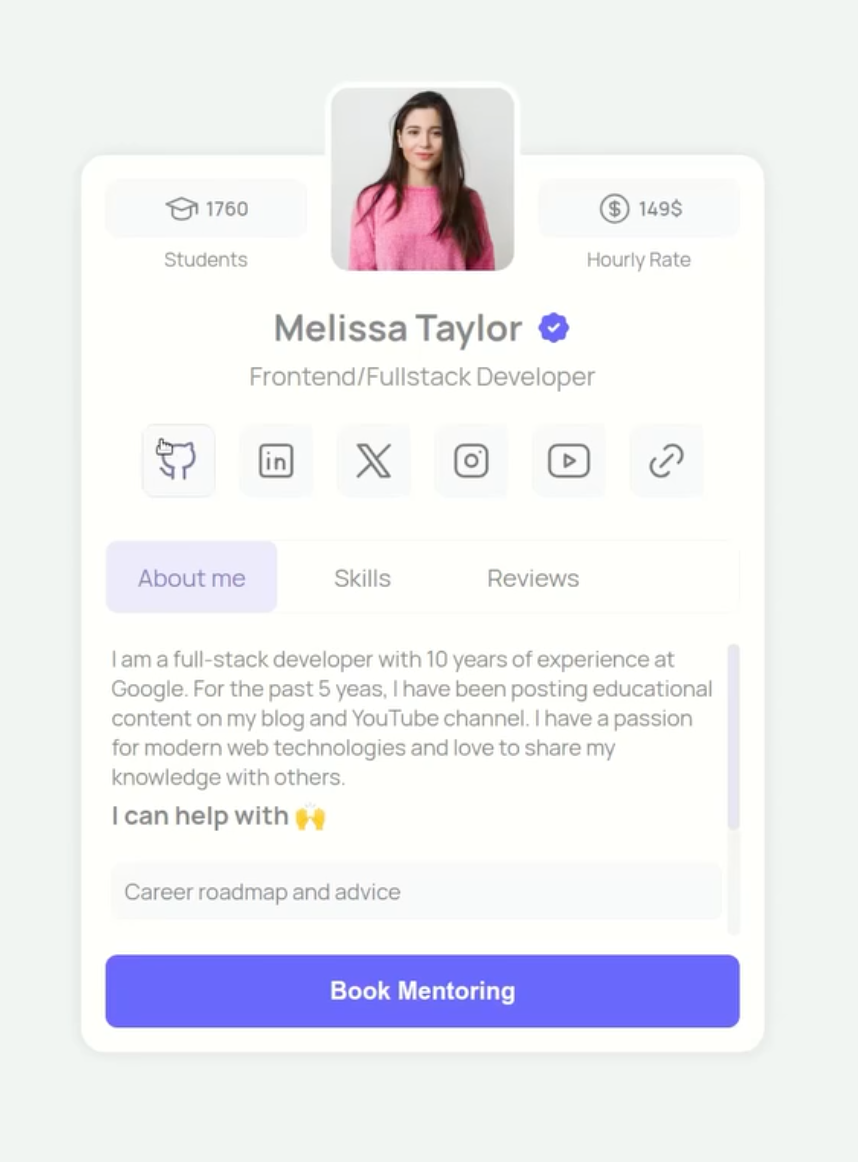 1760
149$
Students
Hourly Rate
Melissa Taylor
Frontend/Fullstack Developer
in
About me
Skills
Reviews
I am a full-stack developer with 10 years of experience at
Google. For the past 5 yeas, I have been posting educational
content on my blog and YouTube channel. I have a passion
for modern web technologies and love to share my
knowledge with others.
I can help with 🙌
Career roadmap and advice
Book Mentoring